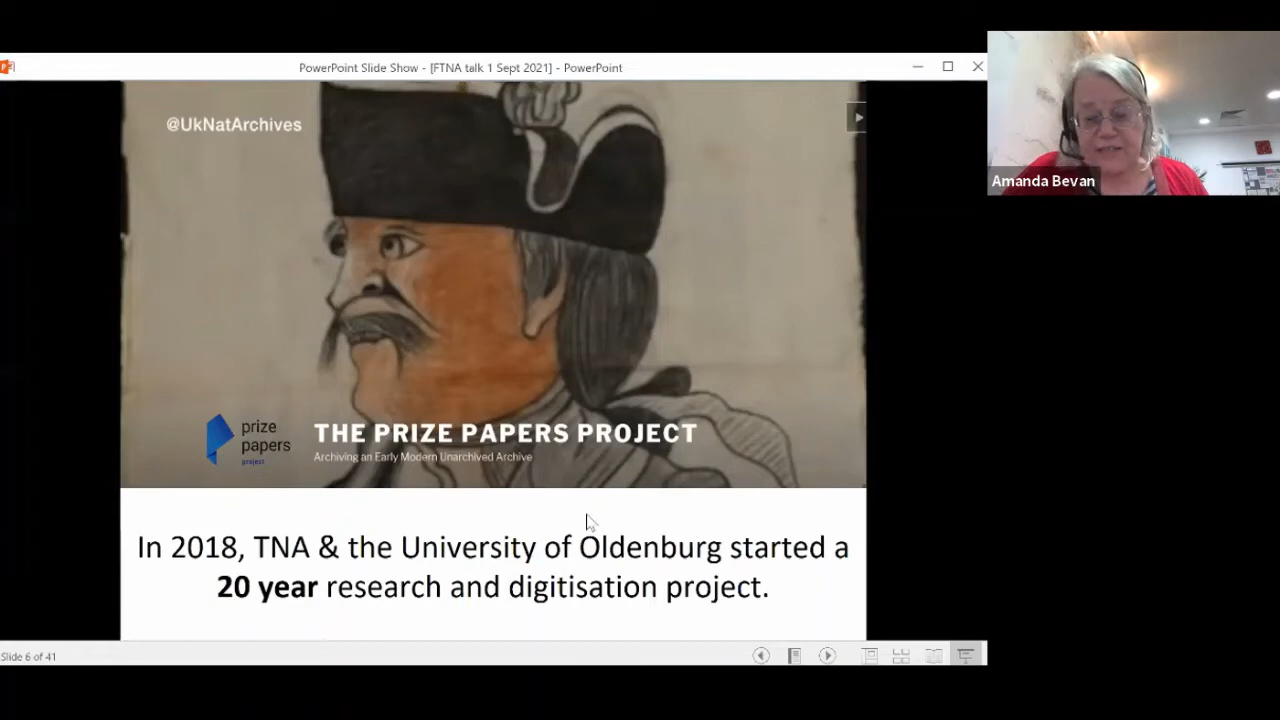 PowerPoint Slide Show - [FTNA talk 1 Sept 2021] - PowerPoint
@UkNatArchives
Amanda Bevan
prize
papers
project
THE PRIZE PAPERS PROJECT
Archiving an Early Modern Unarchived Archive
In 2018, TNA & the University of Oldenburg started a
20 year research and digitisation project.
Slide 6 of 41